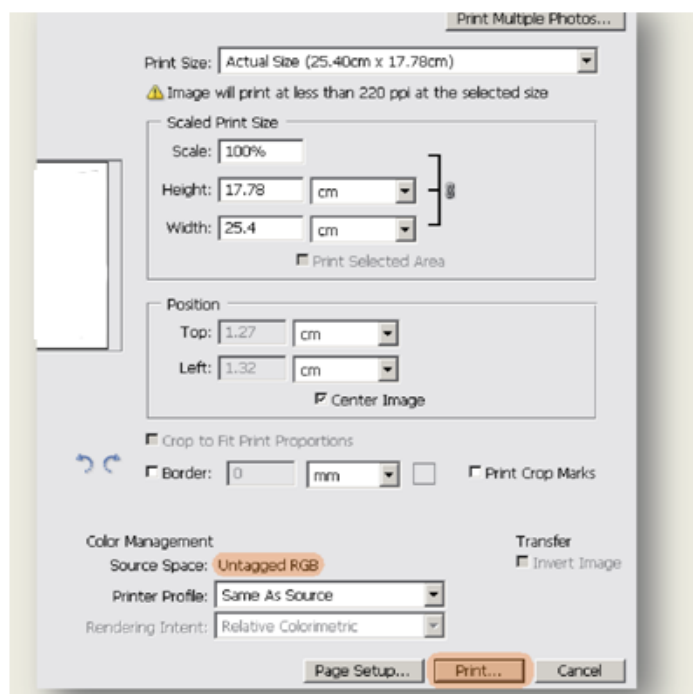 Print Multiple Photos...
Print Size: Actual Size (25.40cm x 17.78cm)
Image will print at less than 220 ppi at the selected size
Scaled Print Size
Scale: 100%
Height: 17.78 cm
Width: 25.4 cm
Print Selected Area
Position
Top: 1.27 cm
Left: 1.32 cm
Center Image
Crop to Fit Print Proportions
Border: 0 mm Print Crop Marks
Color Management Transfer
Source Space: Untagged RGB Invert Image
Printer Profile: Same As Source
Rendering Intent: Relative Colorimetric
Page Setup... Print... Cancel